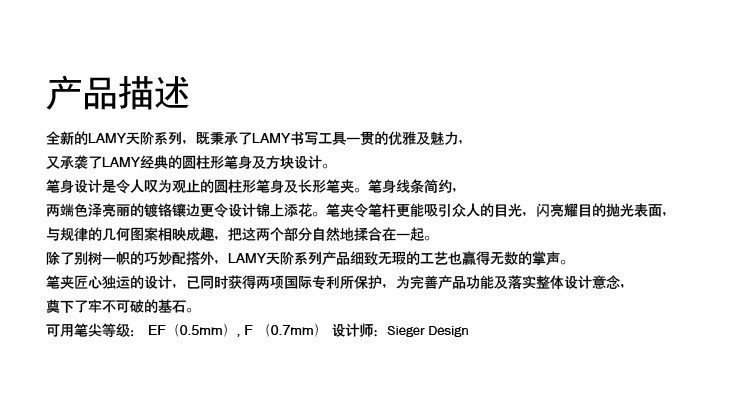 产品描述
全新的LAMY天阶系列，既秉承了LAMY书写工具一贯的优雅及魅力，
又承袭了LAMY经典的圆柱形笔身及方块设计。
笔身设计是令人叹为观止的圆柱形笔身及长形笔夹。笔身线条简约，
两端色泽亮丽的镀铬镶边更令设计锦上添花。笔夹令笔杆更能吸引众人的目光，闪亮耀目的抛光表面，
与规律的几何图案相映成趣，把这两个部分自然地揉合在一起。
除了别树一帜的巧妙配搭外，LAMY天阶系列产品细致无瑕的工艺也赢得无数的掌声。
笔夹匠心独运的设计，已同时获得两项国际专利所保护，为完善产品功能及落实整体设计意念，
奠下了牢不可破的基石。
可用笔尖等级： EF（0.5mm）, F （0.7mm） 设计师：Sieger Design